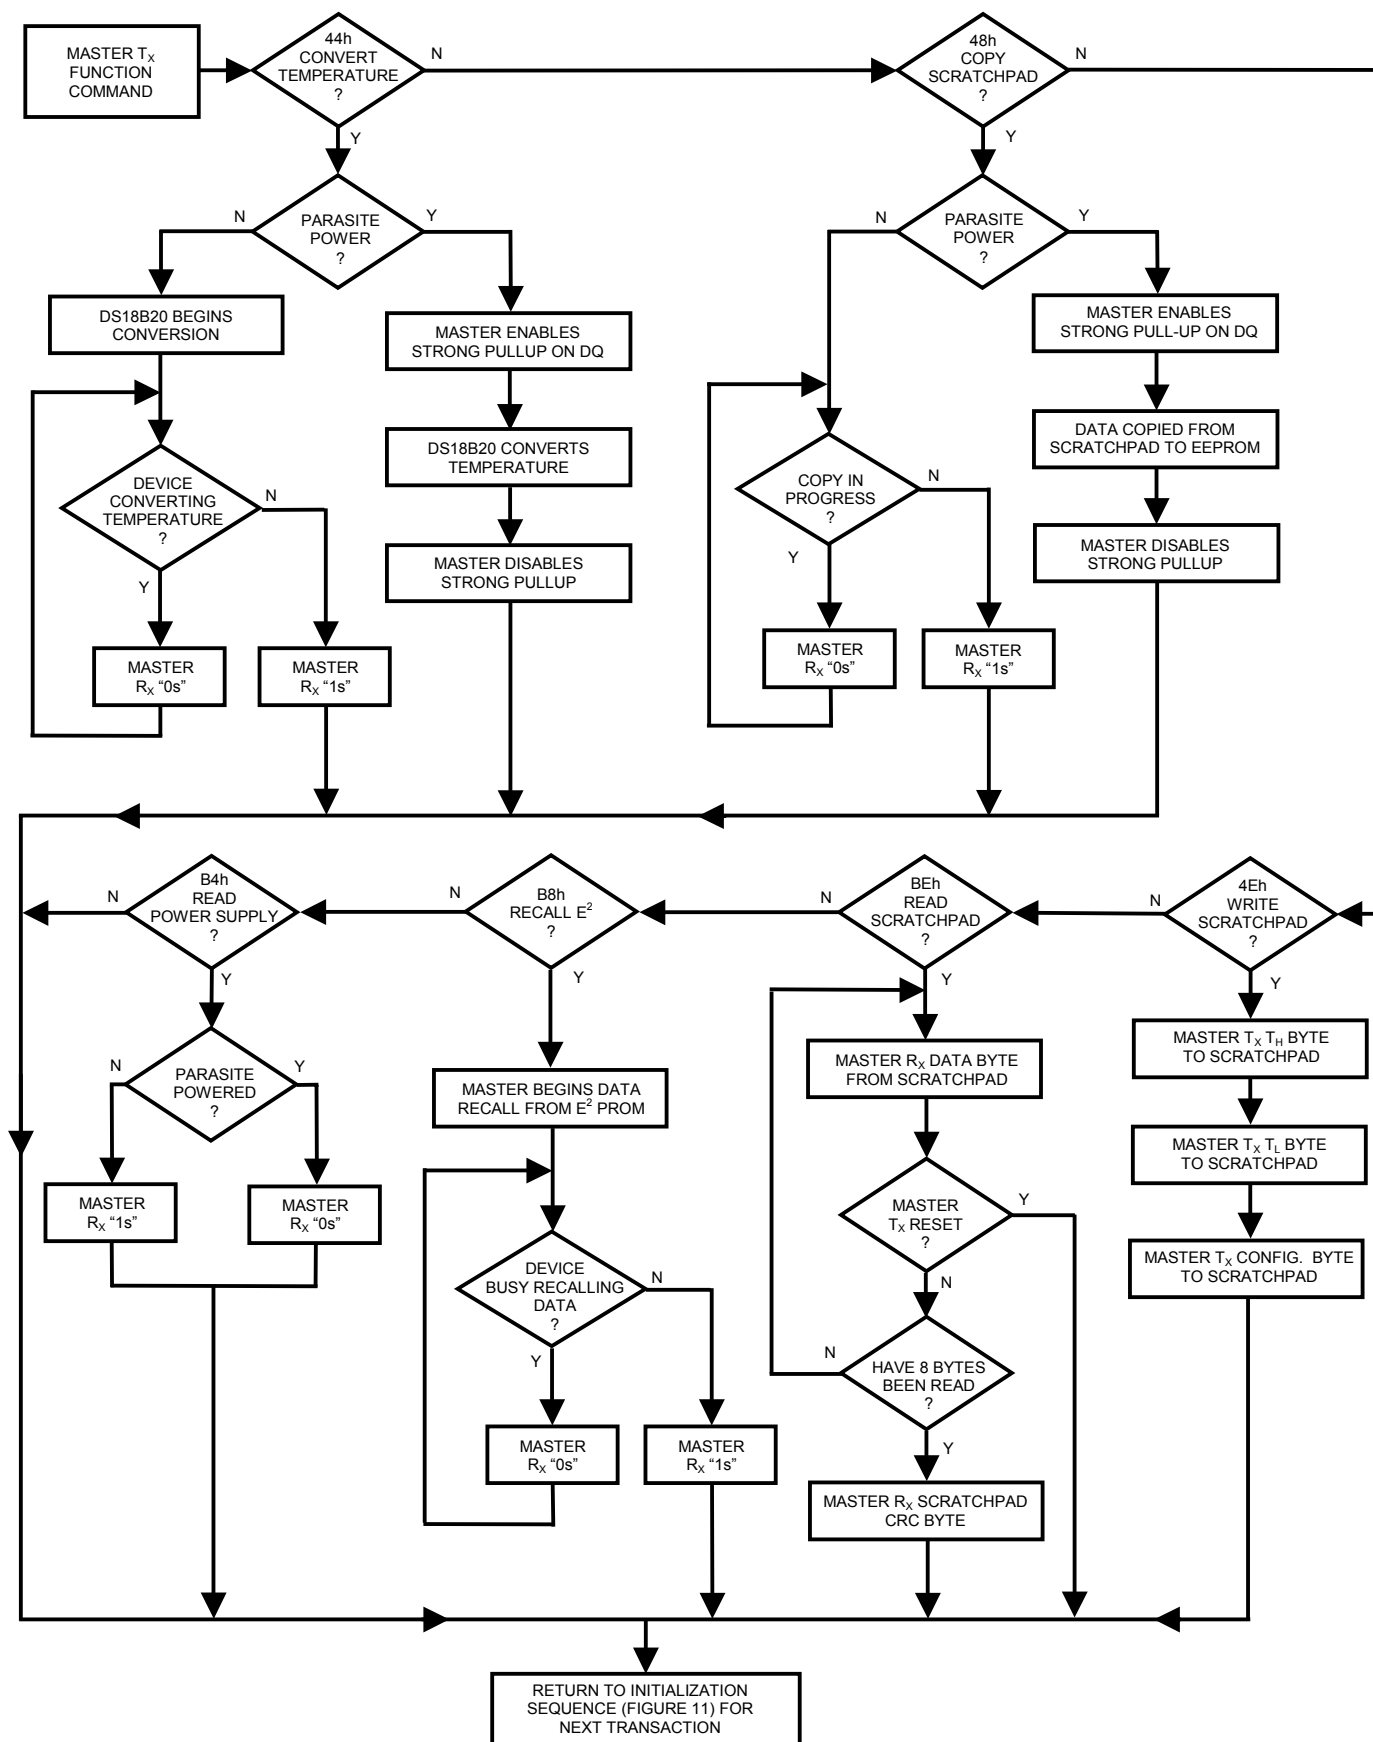 MASTER TX
FUNCTION
COMMAND
44h
CONVERT
TEMPERATURE
?
N
Y
48h
COPY
SCRATCHPAD
?
N
Y
PARASITE
POWER
?
N
Y
PARASITE
POWER
?
N
Y
DS18B20 BEGINS
CONVERSION
MASTER ENABLES
STRONG PULLUP ON DQ
MASTER ENABLES
STRONG PULL-UP ON DQ
DEVICE
CONVERTING
TEMPERATURE
?
N
Y
DS18B20 CONVERTS
TEMPERATURE
COPY IN
PROGRESS
?
N
Y
DATA COPIED FROM
SCRATCHPAD TO EEPROM
MASTER DISABLES
STRONG PULLUP
MASTER DISABLES
STRONG PULLUP
MASTER
RX “0s”
MASTER
RX “1s”
MASTER
RX “0s”
MASTER
RX “1s”
B4h
READ
POWER SUPPLY
?
N
Y
B8h
RECALL E²
?
N
Y
BEh
READ
SCRATCHPAD
?
N
Y
4Eh
WRITE
SCRATCHPAD
?
N
Y
PARASITE
POWERED
?
N
Y
MASTER
RX “1s”
MASTER
RX “0s”
MASTER BEGINS DATA
RECALL FROM E² PROM
DEVICE
BUSY RECALLING
DATA
?
N
Y
MASTER
RX “0s”
MASTER
RX “1s”
MASTER RX DATA BYTE
FROM SCRATCHPAD
MASTER
TX RESET
?
Y
N
HAVE 8 BYTES
BEEN READ
?
N
Y
MASTER RX SCRATCHPAD
CRC BYTE
MASTER TX TH BYTE
TO SCRATCHPAD
MASTER TX TL BYTE
TO SCRATCHPAD
MASTER TX CONFIG. BYTE
TO SCRATCHPAD
RETURN TO INITIALIZATION
SEQUENCE (FIGURE 11) FOR
NEXT TRANSACTION